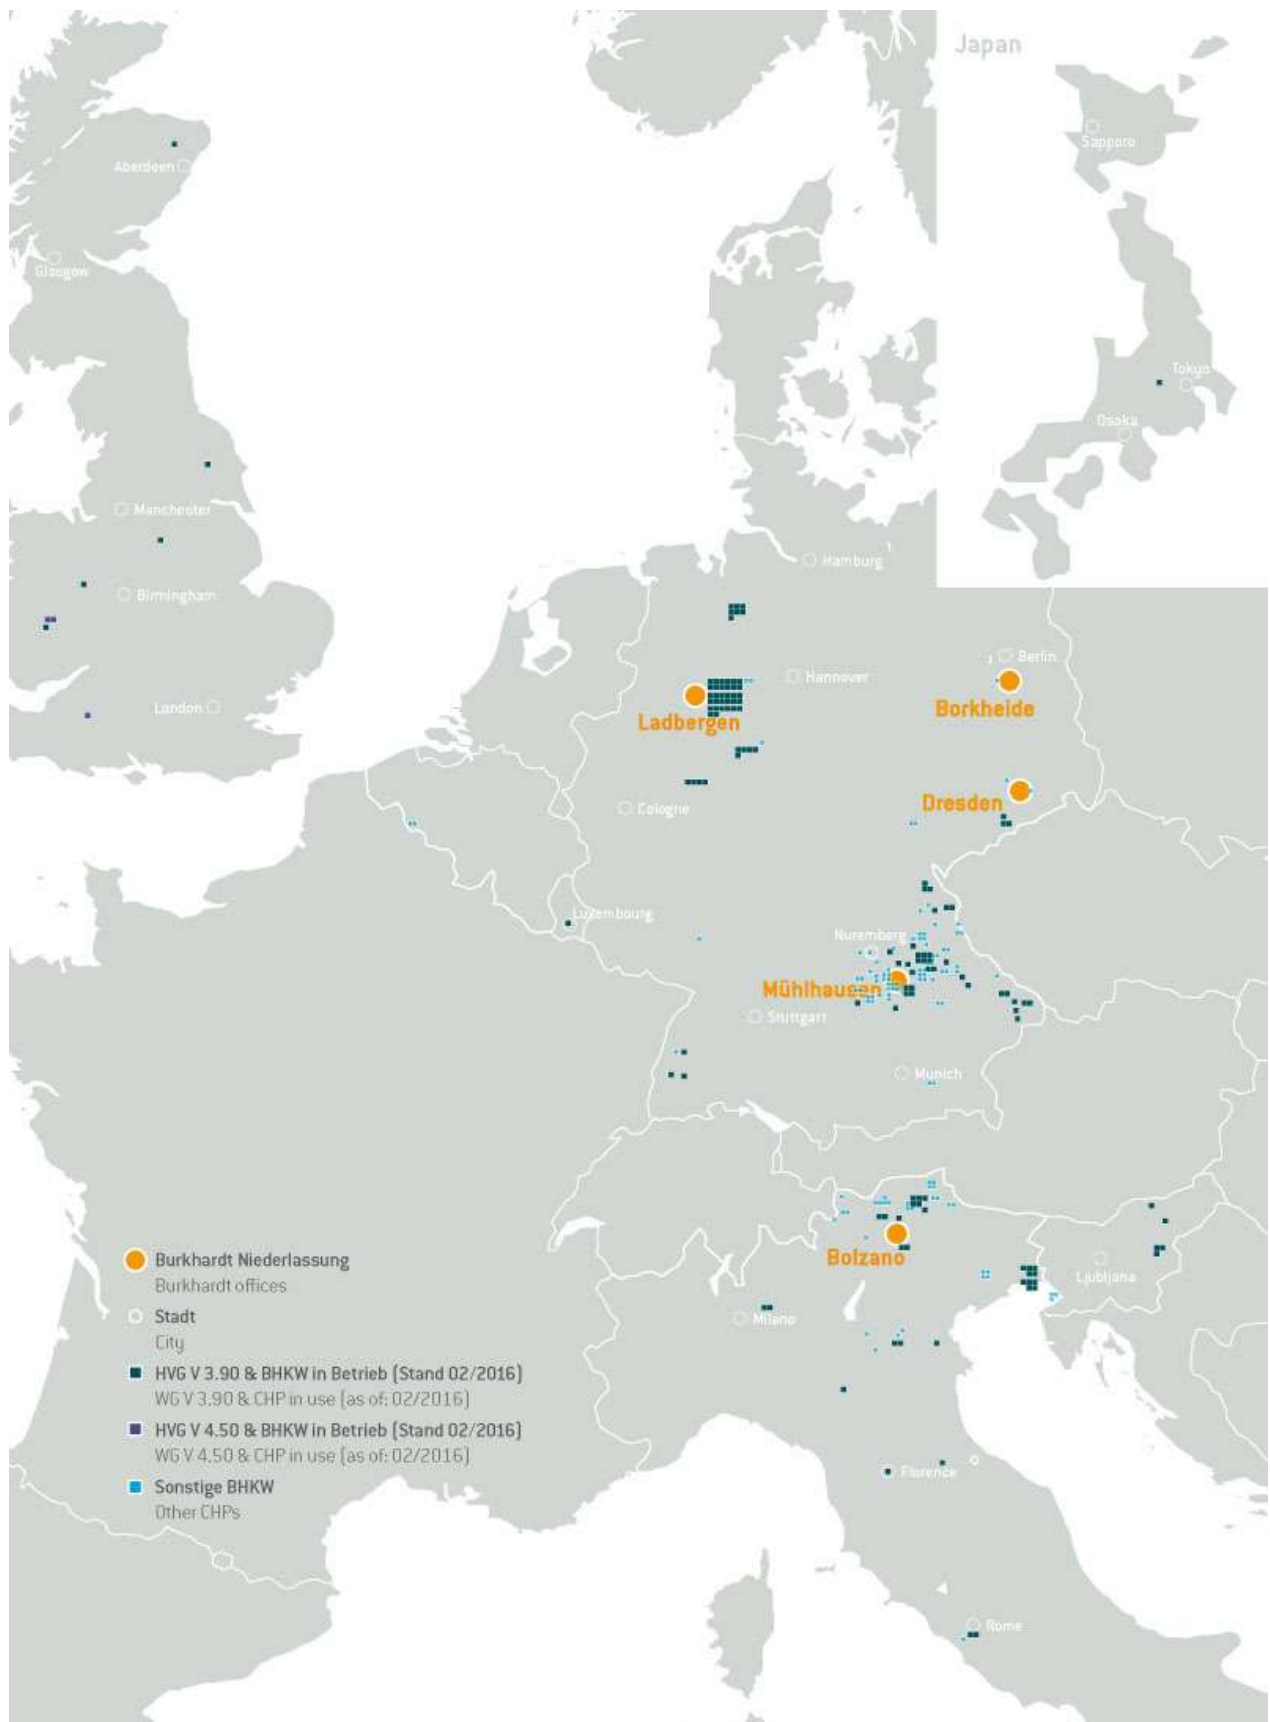 Japan
Sapporo
Aberdeen
Glasgow
Tokyo
Osaka
Manchester
Hamburg
Birmingham
Berlin
Hannover
London
Borkheide
Ladbergen
Dresden
Cologne
Luxembourg
Nuremberg
Mühlhausen
Stuttgart
Munich
Bolzano
Ljubljana
Milano
Burkhardt Niederlassung
Burkhardt offices
Stadt
City
HVG V 3.90 & BHKW in Betrieb (Stand 02/2016)
WG V 3.90 & CHP in use (as of: 02/2016)
HVG V 4.50 & BHKW in Betrieb (Stand 02/2016)
WG V 4.50 & CHP in use (as of: 02/2016)
Florence
Sonstige BHKW
Other CHPs
Rome